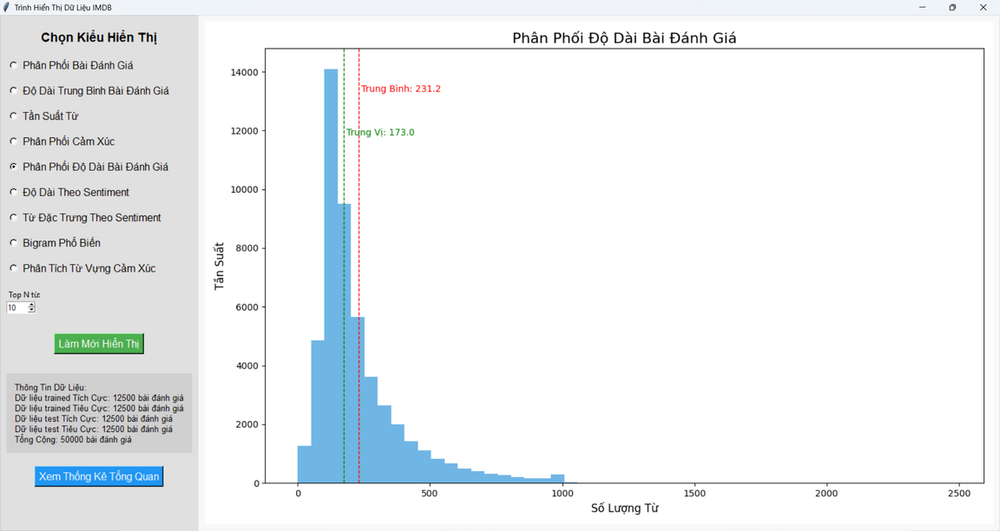 Trình Hiển Thị Dữ Liệu IMDB
Chọn Kiểu Hiển Thị
Phân Phối Bài Đánh Giá
Độ Dài Trung Bình Bài Đánh Giá
Tần Suất Từ
Phân Phối Cảm Xúc
Phân Phối Độ Dài Bài Đánh Giá
Độ Dài Theo Sentiment
Từ Đặc Trưng Theo Sentiment
Bigram Phổ Biến
Phân Tích Từ Vựng Cảm Xúc
Top N từ:
10
Làm Mới Hiển Thị
Thông Tin Dữ Liệu:
Dữ liệu trained Tích Cực: 12500 bài đánh giá
Dữ liệu trained Tiêu Cực: 12500 bài đánh giá
Dữ liệu test Tích Cực: 12500 bài đánh giá
Dữ liệu test Tiêu Cực: 12500 bài đánh giá
Tổng Cộng: 50000 bài đánh giá
Xem Thống Kê Tổng Quan
Phân Phối Độ Dài Bài Đánh Giá
Trung Bình: 231.2
Trung Vị: 173.0
Tần Suất
14000
12000
10000
8000
6000
4000
2000
0
0 500 1000 1500 2000 2500
Số Lượng Từ